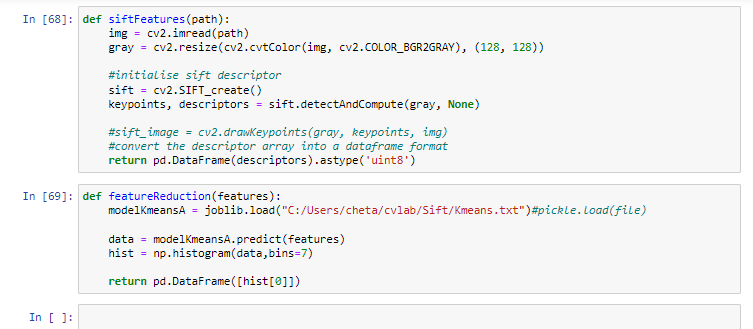 In [68]: def siftFeatures(path):
    img = cv2.imread(path)
    gray = cv2.resize(cv2.cvtColor(img, cv2.COLOR_BGR2GRAY), (128, 128))

    #initialise sift descriptor
    sift = cv2.SIFT_create()
    keypoints, descriptors = sift.detectAndCompute(gray, None)

    #sift_image = cv2.drawKeypoints(gray, keypoints, img)
    #convert the descriptor array into a dataframe format
    return pd.DataFrame(descriptors).astype('uint8')

In [69]: def featureReduction(features):
    modelKmeansA = joblib.load("C:/Users/cheta/cvlab/Sift/Kmeans.txt")#pickle.load(file)

    data = modelKmeansA.predict(features)
    hist = np.histogram(data,bins=7)

    return pd.DataFrame([hist[0]])

In [ ]: